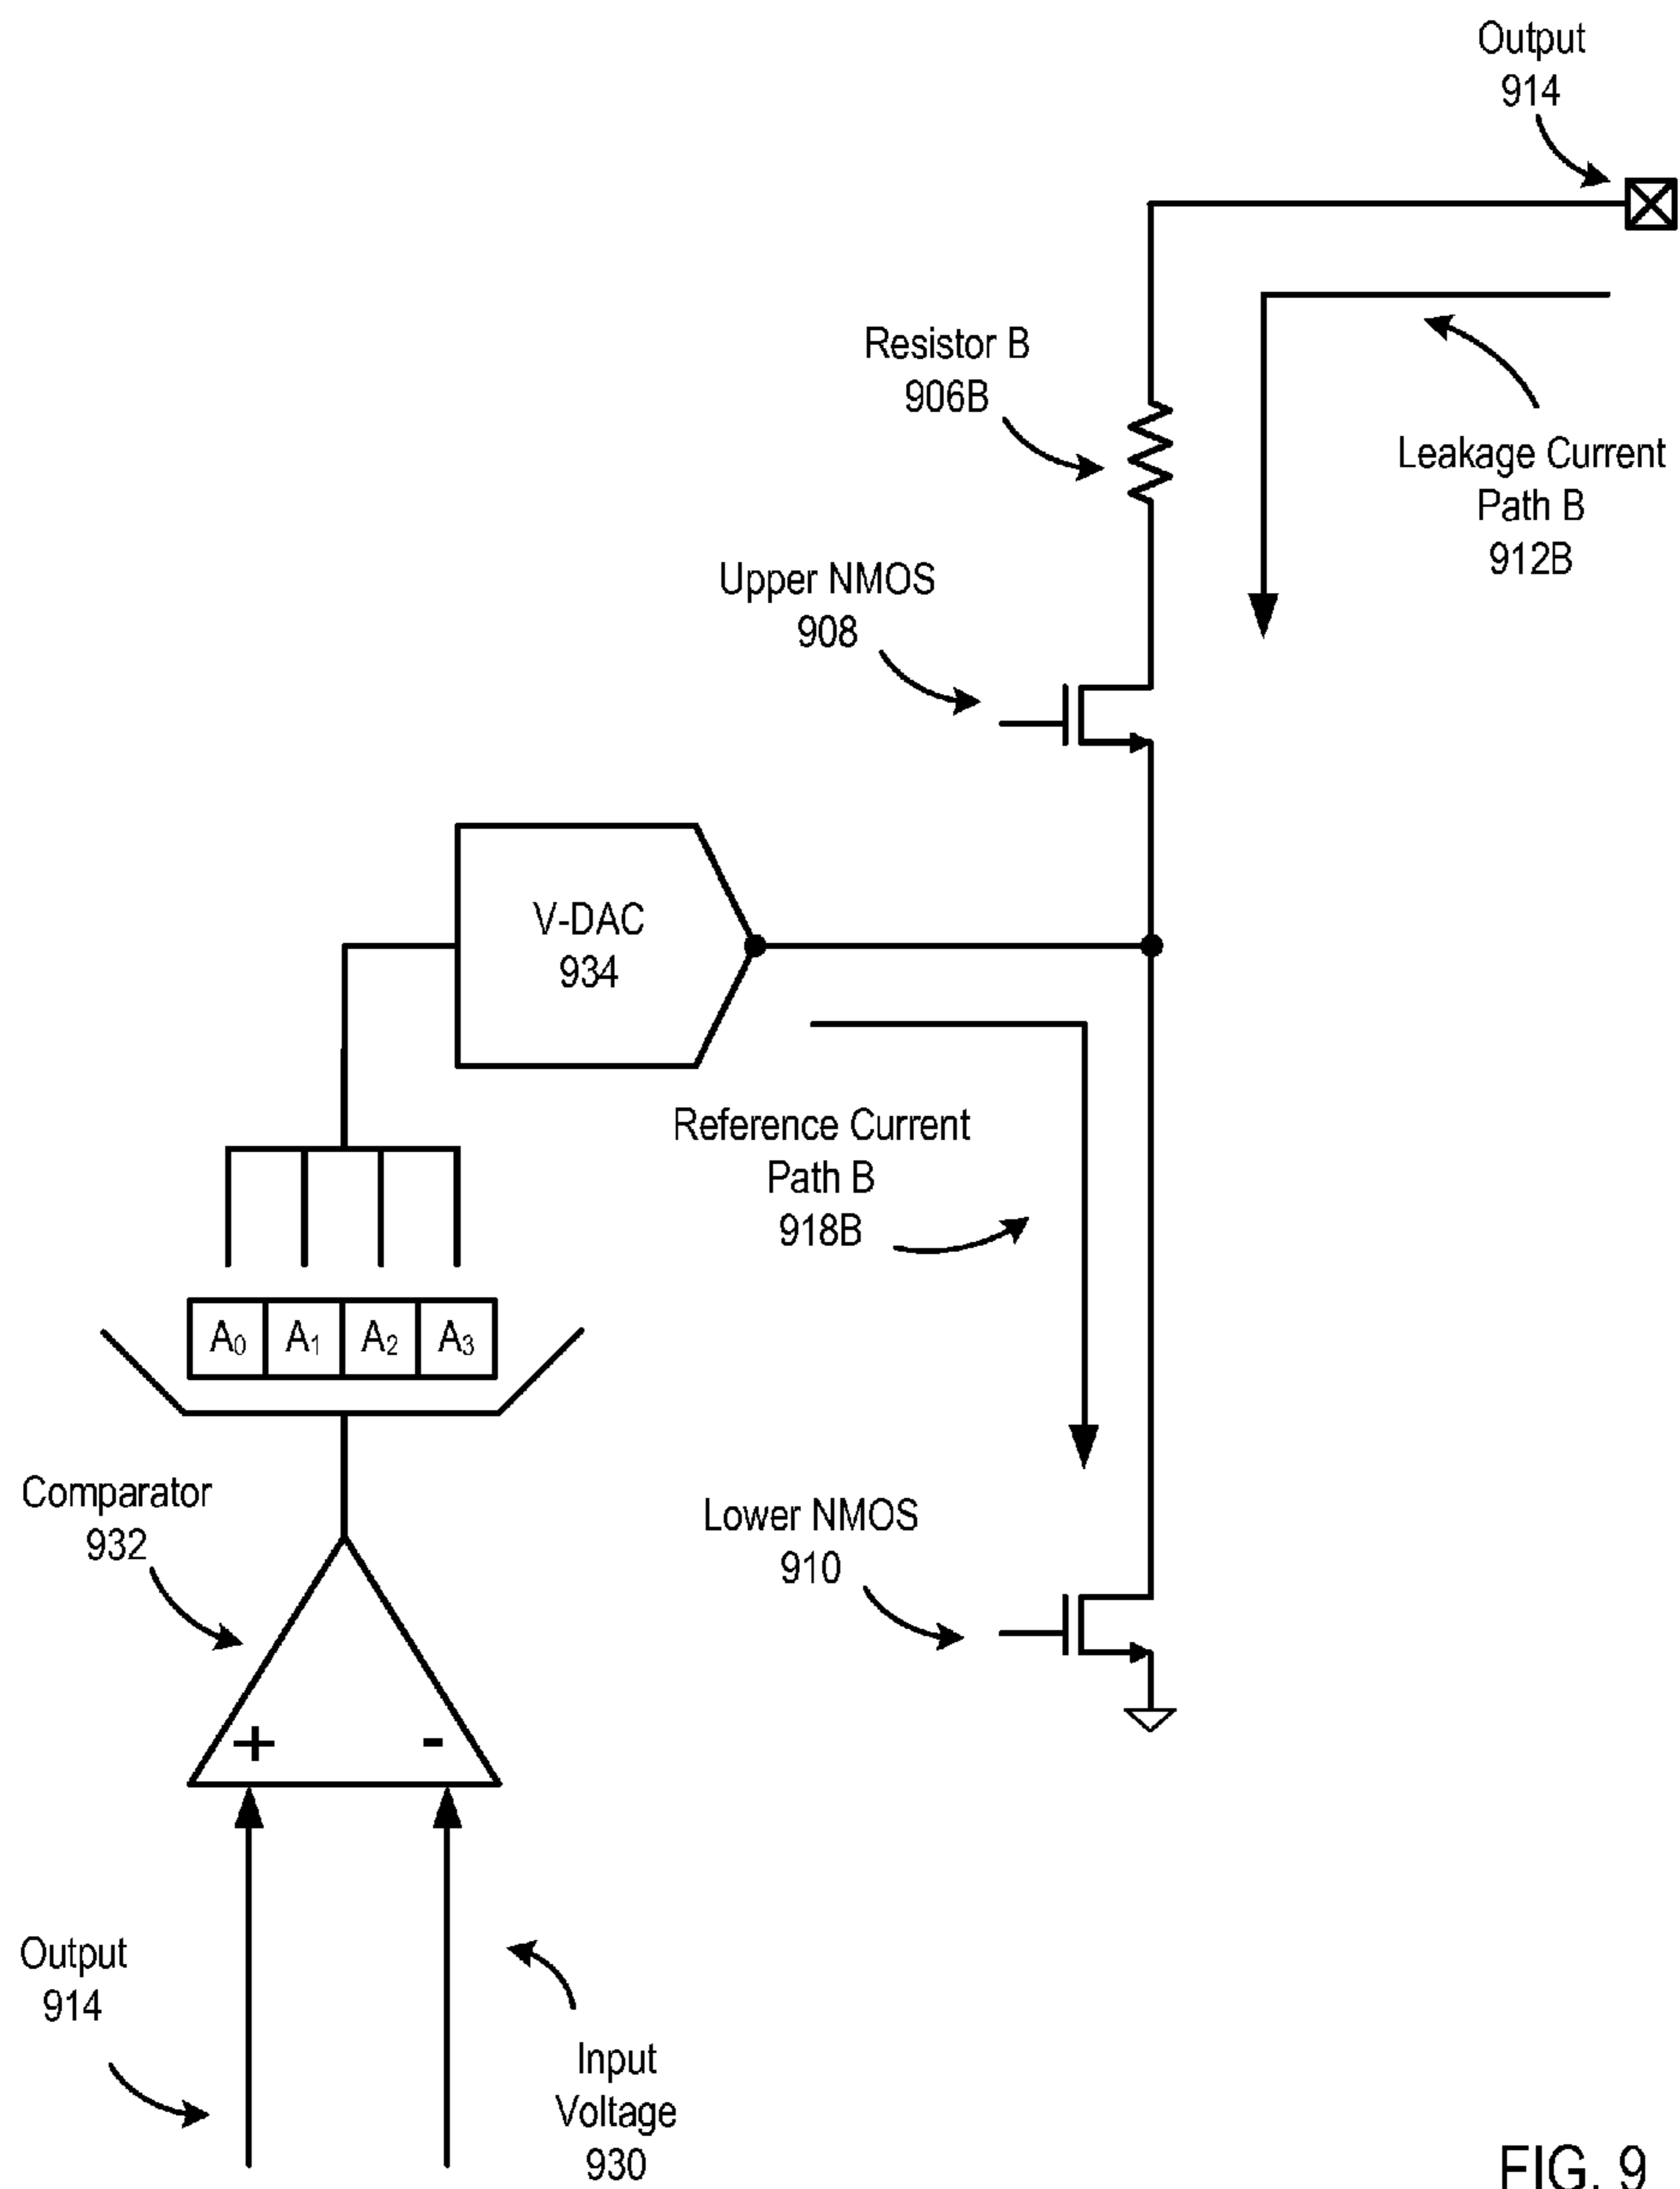 Output
914
Resistor B
906B
Leakage Current
Path B
912B
Upper NMOS
908
V-DAC
934
Reference Current
Path B
918B
A0 A1 A2 A3
Comparator
932
Lower NMOS
910
+ -
Output
914
Input
Voltage
930
FIG. 9